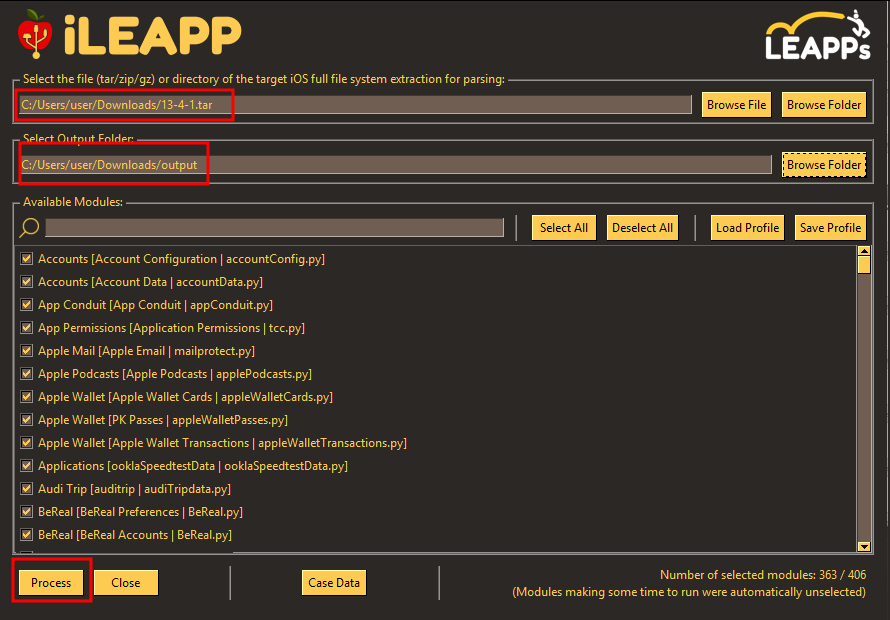 iLEAPP
LEAPPs
Select the file (tar/zip/gz) or directory of the target iOS full file system extraction for parsing:
C:/Users/user/Downloads/13-4-1.tar
Browse File
Browse Folder
Select Output Folder:
C:/Users/user/Downloads/output
Browse Folder
Available Modules:
Select All
Deselect All
Load Profile
Save Profile
Accounts [Account Configuration | accountConfig.py]
Accounts [Account Data | accountData.py]
App Conduit [App Conduit | appConduit.py]
App Permissions [Application Permissions | tcc.py]
Apple Mail [Apple Email | mailprotect.py]
Apple Podcasts [Apple Podcasts | applePodcasts.py]
Apple Wallet [Apple Wallet Cards | appleWalletCards.py]
Apple Wallet [PK Passes | appleWalletPasses.py]
Apple Wallet [Apple Wallet Transactions | appleWalletTransactions.py]
Applications [ooklaSpeedtestData | ooklaSpeedtestData.py]
Audi Trip [auditrip | audiTripdata.py]
BeReal [BeReal Preferences | BeReal.py]
BeReal [BeReal Accounts | BeReal.py]
Process
Close
Case Data
Number of selected modules: 363 / 406
(Modules making some time to run were automatically unselected)